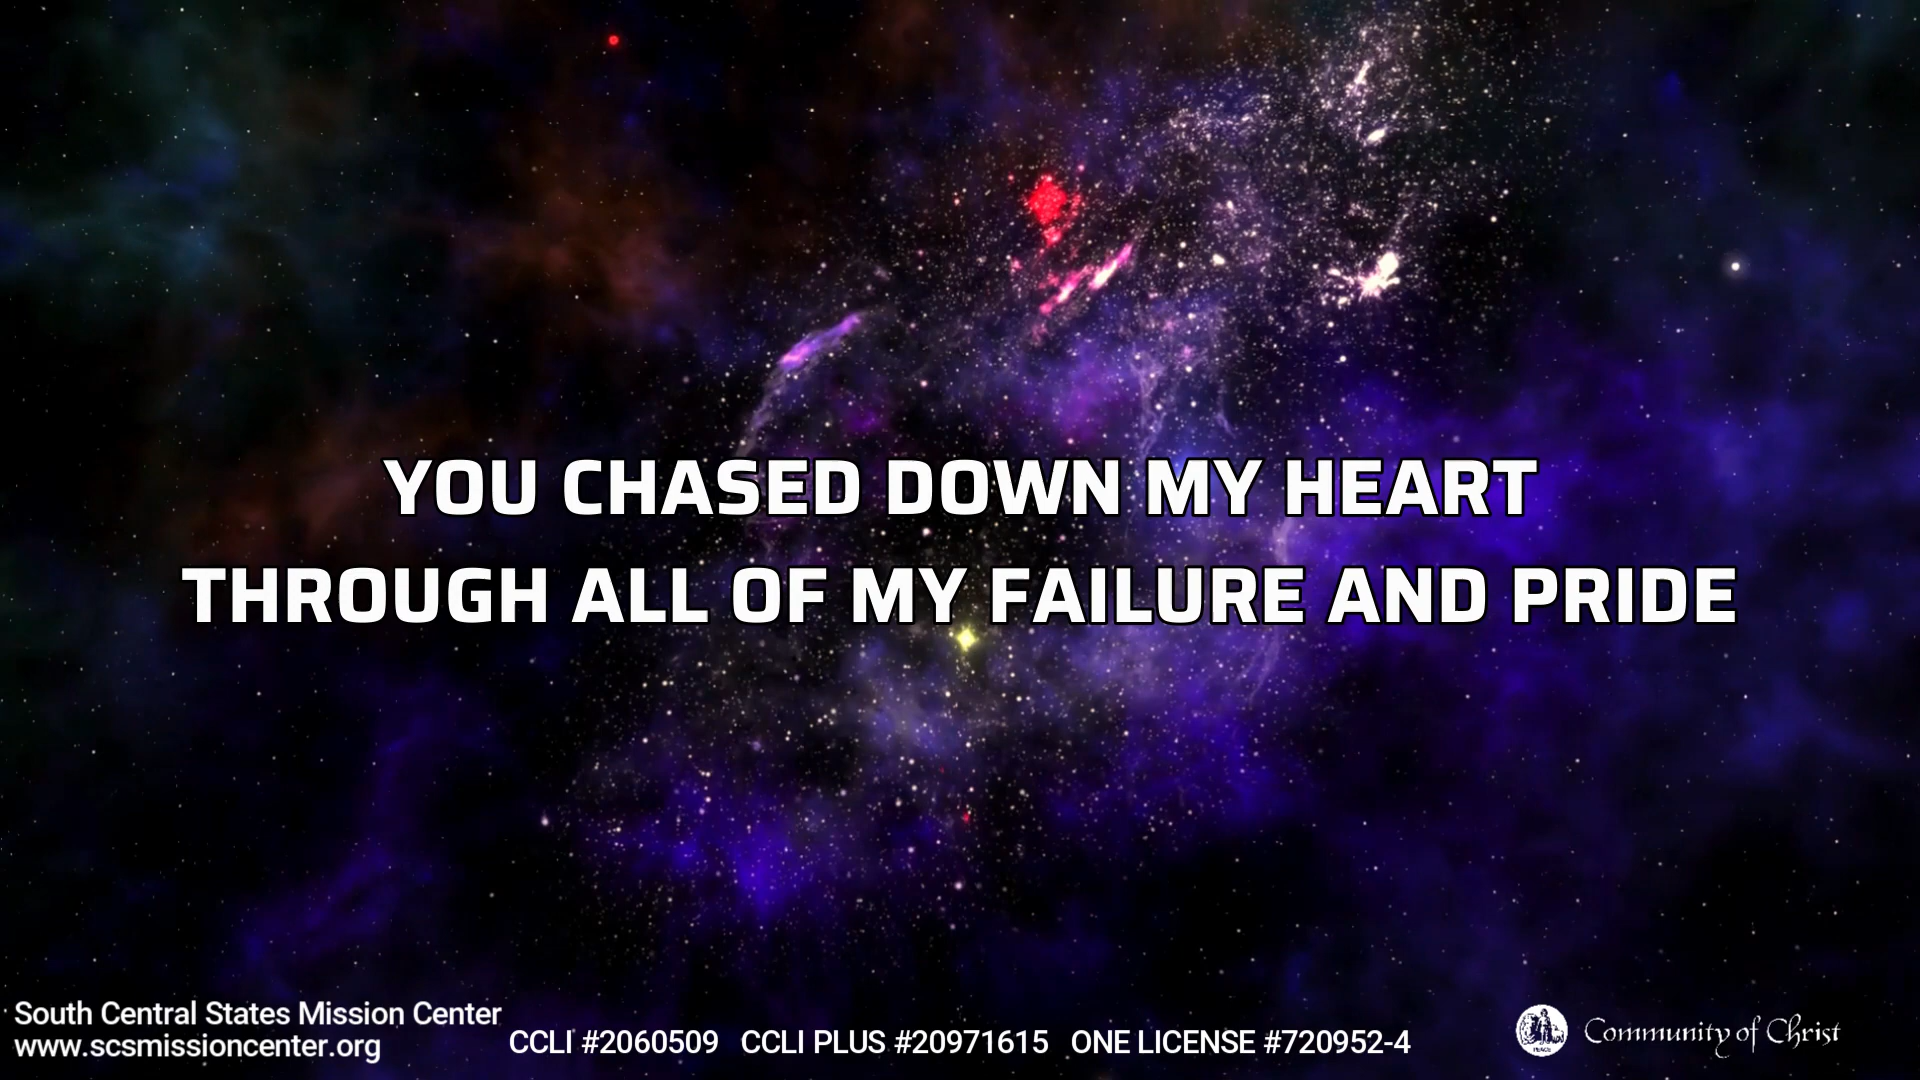 YOU CHASED DOWN MY HEART
THROUGH ALL OF MY FAILURE AND PRIDE
South Central States Mission Center
www.scsmissioncenter.org
CCLI #2060509 CCLI PLUS #20971615 ONE LICENSE #720952-4
PEACE
Community of Christ